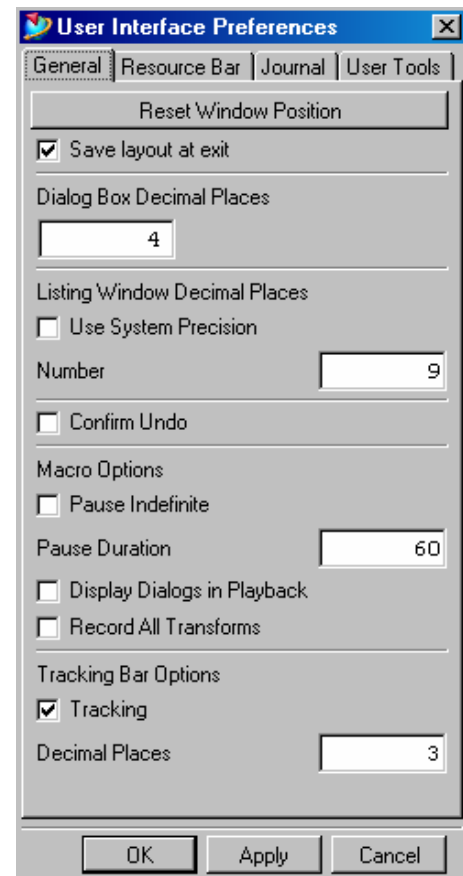 User Interface Preferences
General Resource Bar Journal User Tools
Reset Window Position
Save layout at exit
Dialog Box Decimal Places
4
Listing Window Decimal Places
Use System Precision
Number 9
Confirm Undo
Macro Options
Pause Indefinite
Pause Duration 60
Display Dialogs in Playback
Record All Transforms
Tracking Bar Options
Tracking
Decimal Places 3
OK Apply Cancel